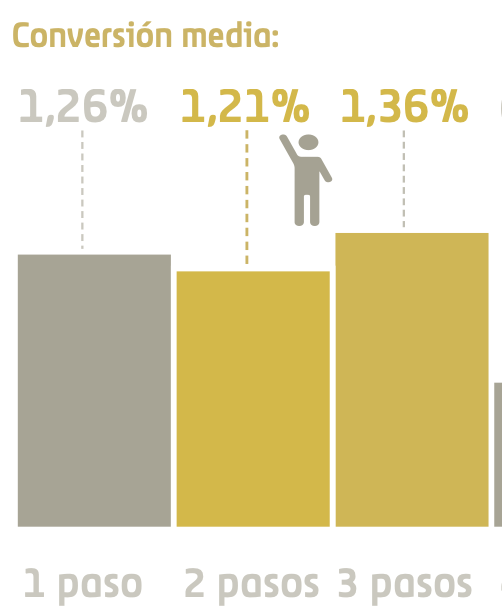 Conversión media:
1,26% 1,21% 1,36%
1 paso 2 pasos 3 pasos